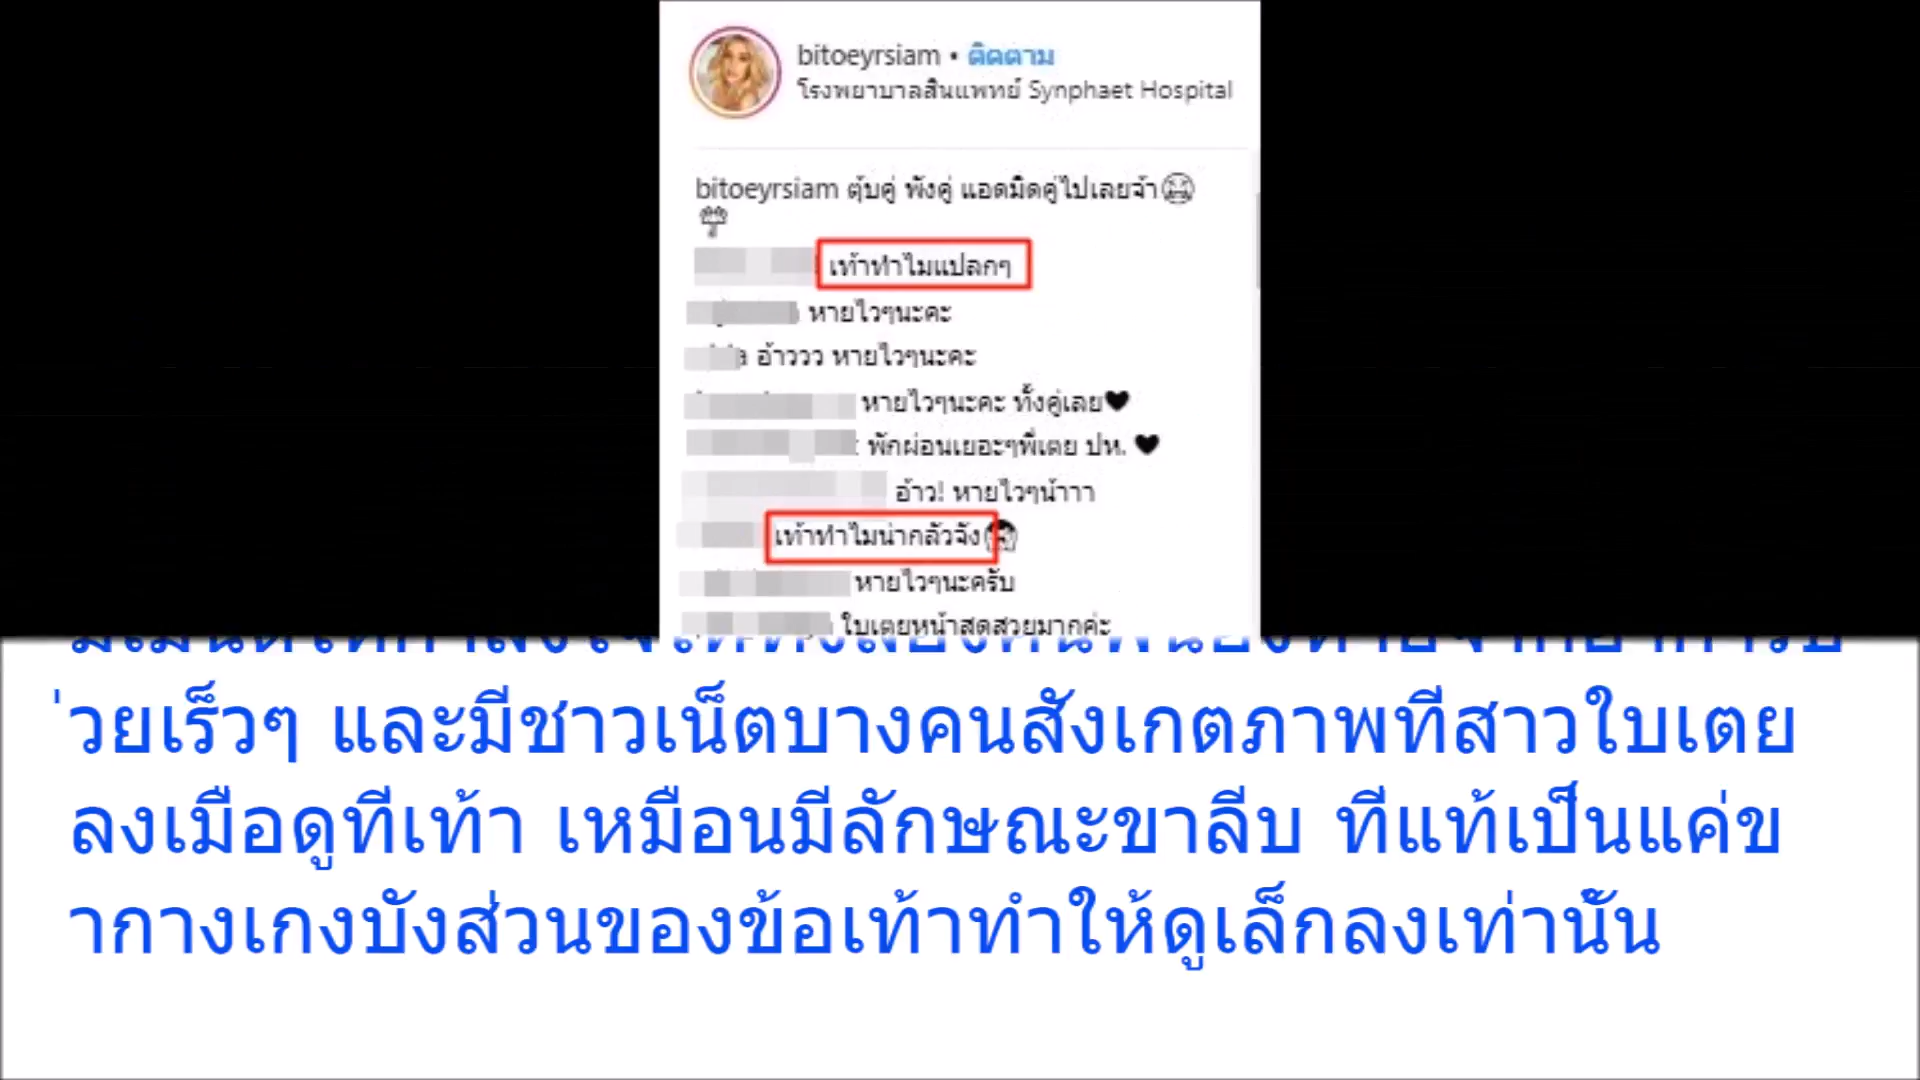 bitoeyrsiam • ติดตาม
โรงพยาบาลสินแพทย์ Synphaet Hospital
bitoeyrsiam ตุ้บคู่ พังคู่ แอดมิดคู่ไปเลยจ้า
เท้าทำไมแปลกๆ
หายไวๆนะคะ
อ้าววว หายไวๆนะคะ
หายไวๆนะคะ ทั้งคู่เลย🖤
พักผ่อนเยอะๆพี่เตย ปห. 🖤
อ้าว! หายไวๆน้าาา
เท้าทำไมน่ากลัวจัง
หายไวๆนะครับ
ใบเตยหน้าสดสวยมากค่ะ
่วยเร็วๆ และมีชาวเน็ตบางคนสังเกตภาพที่สาวใบเตย
ลงเมื่อดูที่เท้า เหมือนมีลักษณะขาลีบ ที่แท้เป็นแค่ข
ากางเกงบังส่วนของข้อเท้าทำให้ดูเล็กลงเท่านั้น